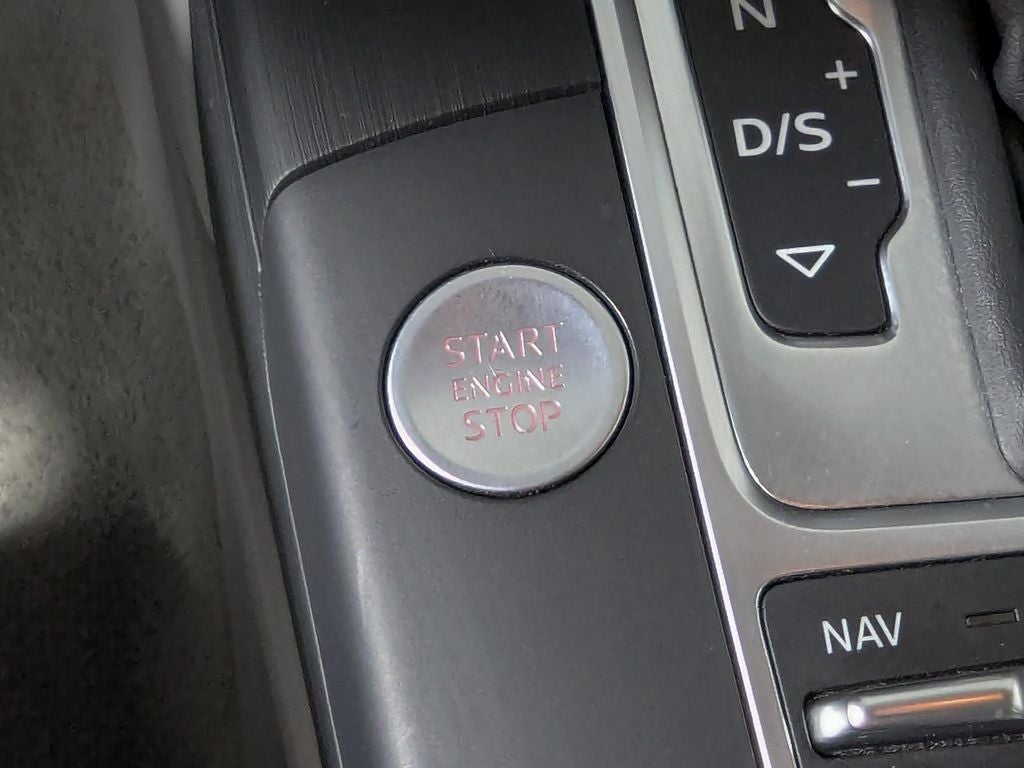 N
+
D/S
-
START
ENGINE
STOP
NAV